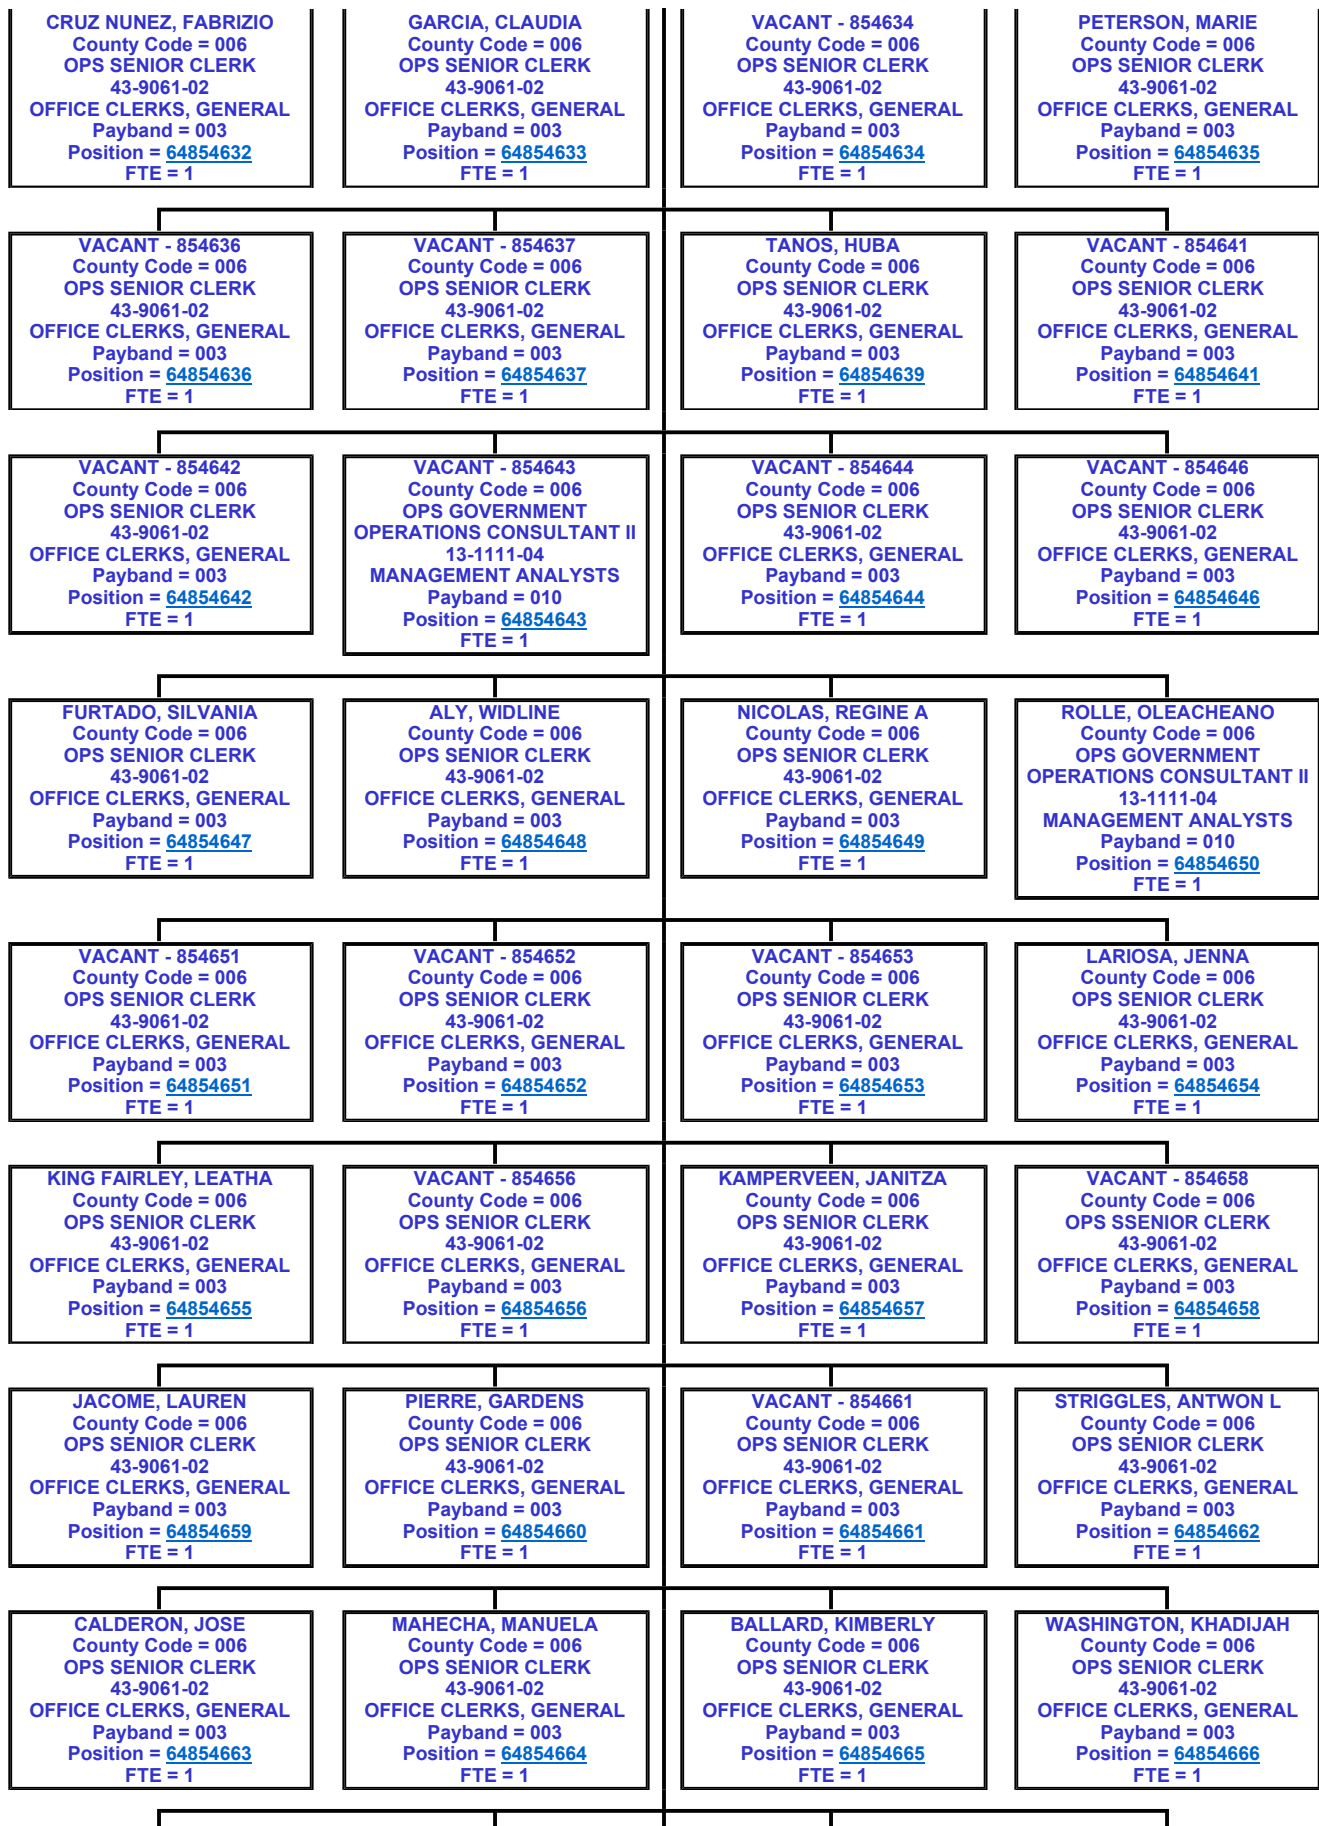 CRUZ NUNEZ, FABRIZIO
County Code = 006
OPS SENIOR CLERK
43-9061-02
OFFICE CLERKS, GENERAL
Payband = 003
Position = 64854632
FTE = 1
GARCIA, CLAUDIA
County Code = 006
OPS SENIOR CLERK
43-9061-02
OFFICE CLERKS, GENERAL
Payband = 003
Position = 64854633
FTE = 1
VACANT - 854634
County Code = 006
OPS SENIOR CLERK
43-9061-02
OFFICE CLERKS, GENERAL
Payband = 003
Position = 64854634
FTE = 1
PETERSON, MARIE
County Code = 006
OPS SENIOR CLERK
43-9061-02
OFFICE CLERKS, GENERAL
Payband = 003
Position = 64854635
FTE = 1
VACANT - 854636
County Code = 006
OPS SENIOR CLERK
43-9061-02
OFFICE CLERKS, GENERAL
Payband = 003
Position = 64854636
FTE = 1
VACANT - 854637
County Code = 006
OPS SENIOR CLERK
43-9061-02
OFFICE CLERKS, GENERAL
Payband = 003
Position = 64854637
FTE = 1
TANOS, HUBA
County Code = 006
OPS SENIOR CLERK
43-9061-02
OFFICE CLERKS, GENERAL
Payband = 003
Position = 64854639
FTE = 1
VACANT - 854641
County Code = 006
OPS SENIOR CLERK
43-9061-02
OFFICE CLERKS, GENERAL
Payband = 003
Position = 64854641
FTE = 1
VACANT - 854642
County Code = 006
OPS SENIOR CLERK
43-9061-02
OFFICE CLERKS, GENERAL
Payband = 003
Position = 64854642
FTE = 1
VACANT - 854643
County Code = 006
OPS GOVERNMENT
OPERATIONS CONSULTANT II
13-1111-04
MANAGEMENT ANALYSTS
Payband = 010
Position = 64854643
FTE = 1
VACANT - 854644
County Code = 006
OPS SENIOR CLERK
43-9061-02
OFFICE CLERKS, GENERAL
Payband = 003
Position = 64854644
FTE = 1
VACANT - 854646
County Code = 006
OPS SENIOR CLERK
43-9061-02
OFFICE CLERKS, GENERAL
Payband = 003
Position = 64854646
FTE = 1
FURTADO, SILVANIA
County Code = 006
OPS SENIOR CLERK
43-9061-02
OFFICE CLERKS, GENERAL
Payband = 003
Position = 64854647
FTE = 1
ALY, WIDLINE
County Code = 006
OPS SENIOR CLERK
43-9061-02
OFFICE CLERKS, GENERAL
Payband = 003
Position = 64854648
FTE = 1
NICOLAS, REGINE A
County Code = 006
OPS SENIOR CLERK
43-9061-02
OFFICE CLERKS, GENERAL
Payband = 003
Position = 64854649
FTE = 1
ROLLE, OLEACHEANO
County Code = 006
OPS GOVERNMENT
OPERATIONS CONSULTANT II
13-1111-04
MANAGEMENT ANALYSTS
Payband = 010
Position = 64854650
FTE = 1
VACANT - 854651
County Code = 006
OPS SENIOR CLERK
43-9061-02
OFFICE CLERKS, GENERAL
Payband = 003
Position = 64854651
FTE = 1
VACANT - 854652
County Code = 006
OPS SENIOR CLERK
43-9061-02
OFFICE CLERKS, GENERAL
Payband = 003
Position = 64854652
FTE = 1
VACANT - 854653
County Code = 006
OPS SENIOR CLERK
43-9061-02
OFFICE CLERKS, GENERAL
Payband = 003
Position = 64854653
FTE = 1
LARIOSA, JENNA
County Code = 006
OPS SENIOR CLERK
43-9061-02
OFFICE CLERKS, GENERAL
Payband = 003
Position = 64854654
FTE = 1
KING FAIRLEY, LEATHA
County Code = 006
OPS SENIOR CLERK
43-9061-02
OFFICE CLERKS, GENERAL
Payband = 003
Position = 64854655
FTE = 1
VACANT - 854656
County Code = 006
OPS SENIOR CLERK
43-9061-02
OFFICE CLERKS, GENERAL
Payband = 003
Position = 64854656
FTE = 1
KAMPERVEEN, JANITZA
County Code = 006
OPS SENIOR CLERK
43-9061-02
OFFICE CLERKS, GENERAL
Payband = 003
Position = 64854657
FTE = 1
VACANT - 854658
County Code = 006
OPS SSENIOR CLERK
43-9061-02
OFFICE CLERKS, GENERAL
Payband = 003
Position = 64854658
FTE = 1
JACOME, LAUREN
County Code = 006
OPS SENIOR CLERK
43-9061-02
OFFICE CLERKS, GENERAL
Payband = 003
Position = 64854659
FTE = 1
PIERRE, GARDENS
County Code = 006
OPS SENIOR CLERK
43-9061-02
OFFICE CLERKS, GENERAL
Payband = 003
Position = 64854660
FTE = 1
VACANT - 854661
County Code = 006
OPS SENIOR CLERK
43-9061-02
OFFICE CLERKS, GENERAL
Payband = 003
Position = 64854661
FTE = 1
STRIGGLES, ANTWON L
County Code = 006
OPS SENIOR CLERK
43-9061-02
OFFICE CLERKS, GENERAL
Payband = 003
Position = 64854662
FTE = 1
CALDERON, JOSE
County Code = 006
OPS SENIOR CLERK
43-9061-02
OFFICE CLERKS, GENERAL
Payband = 003
Position = 64854663
FTE = 1
MAHECHA, MANUELA
County Code = 006
OPS SENIOR CLERK
43-9061-02
OFFICE CLERKS, GENERAL
Payband = 003
Position = 64854664
FTE = 1
BALLARD, KIMBERLY
County Code = 006
OPS SENIOR CLERK
43-9061-02
OFFICE CLERKS, GENERAL
Payband = 003
Position = 64854665
FTE = 1
WASHINGTON, KHADIJAH
County Code = 006
OPS SENIOR CLERK
43-9061-02
OFFICE CLERKS, GENERAL
Payband = 003
Position = 64854666
FTE = 1